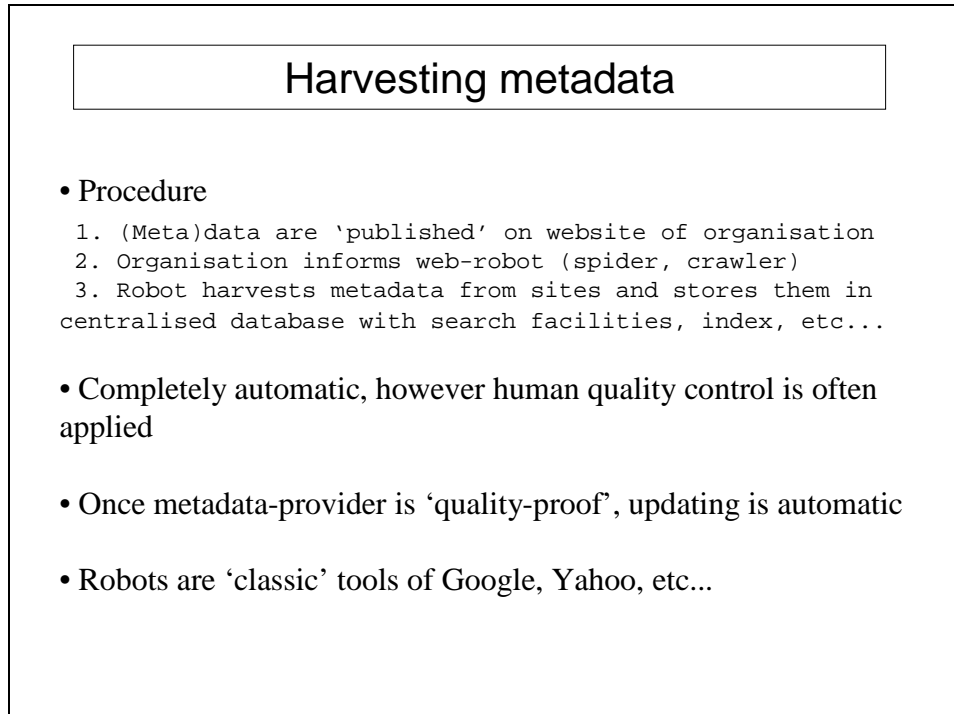 Harvesting metadata
• Procedure
1. (Meta)data are ‘published’ on website of organisation
2. Organisation informs web-robot (spider, crawler)
3. Robot harvests metadata from sites and stores them in
centralised database with search facilities, index, etc...
• Completely automatic, however human quality control is often
applied
• Once metadata-provider is ‘quality-proof’, updating is automatic
• Robots are ‘classic’ tools of Google, Yahoo, etc...